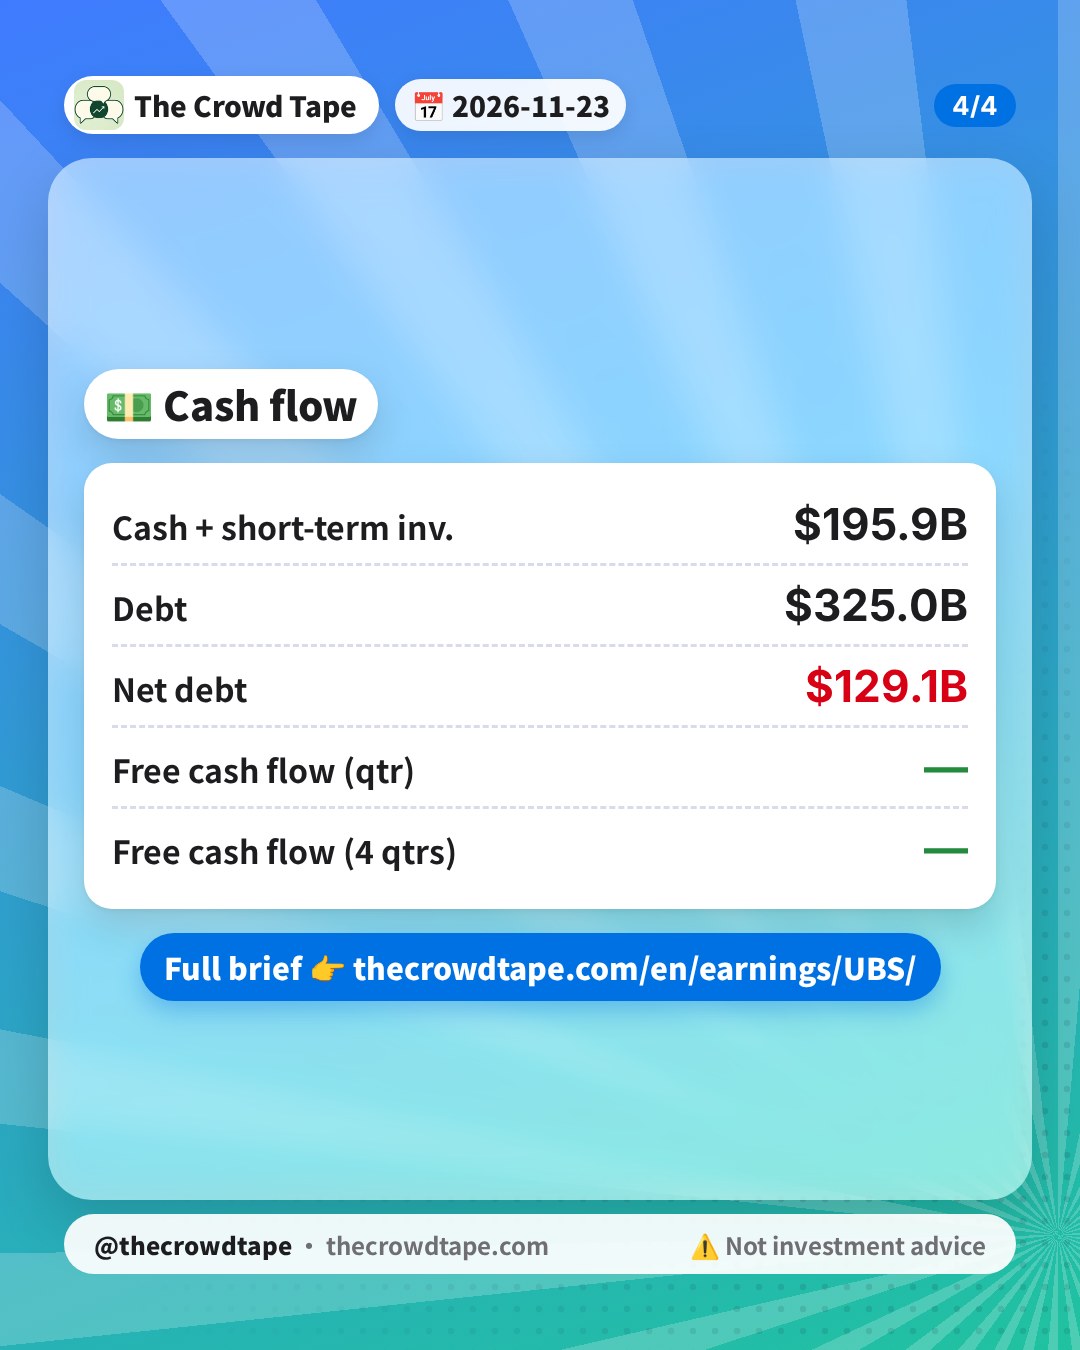 The Crowd Tape
📅 2026-11-23
4/4
💵 Cash flow
Cash + short-term inv. $195.9B
Debt $325.0B
Net debt $129.1B
Free cash flow (qtr) —
Free cash flow (4 qtrs) —
Full brief 👉 thecrowdtape.com/en/earnings/UBS/
@thecrowdtape • thecrowdtape.com ⚠️ Not investment advice